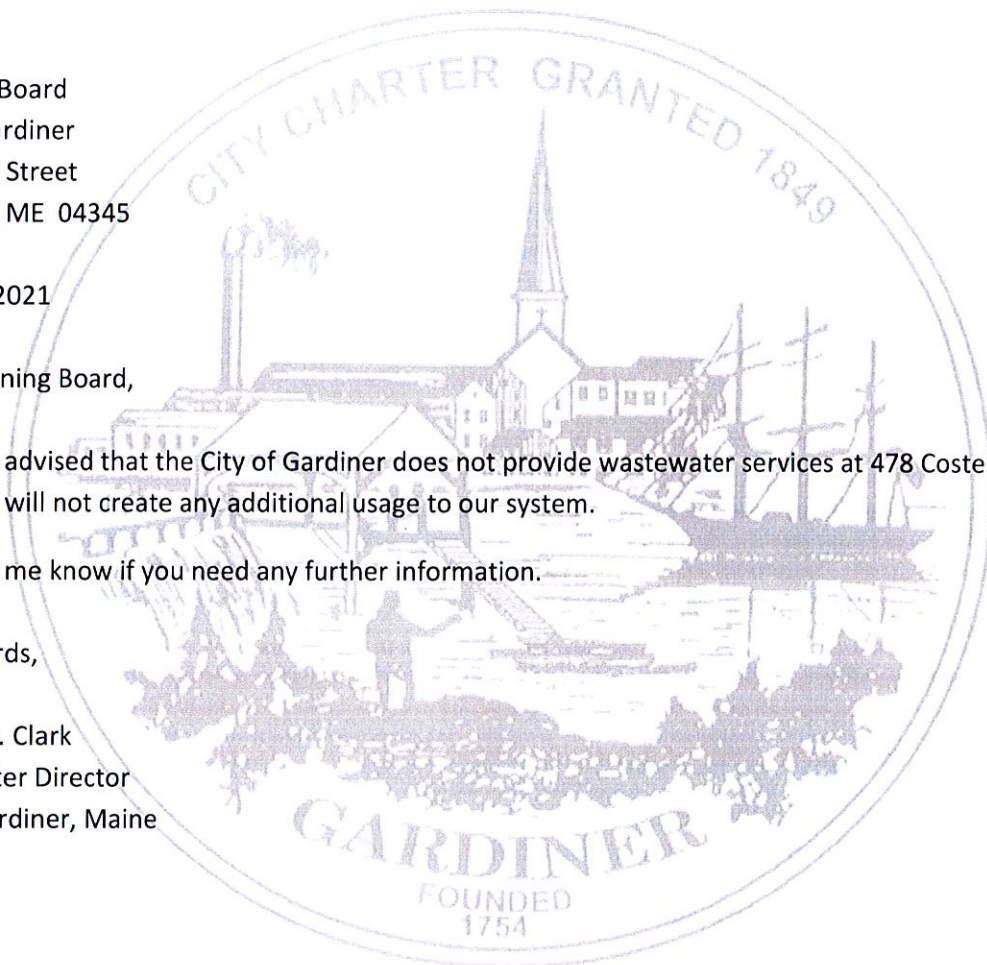 Board
rdiner
Street
ME 04345
2021
ning Board,
advised that the City of Gardiner does not provide wastewater services at 478 Coste
will not create any additional usage to our system.
me know if you need any further information.
rds,
. Clark
ter Director
rdiner, Maine
CITY CHARTER GRANTED 1849
GARDINER
FOUNDED
1754